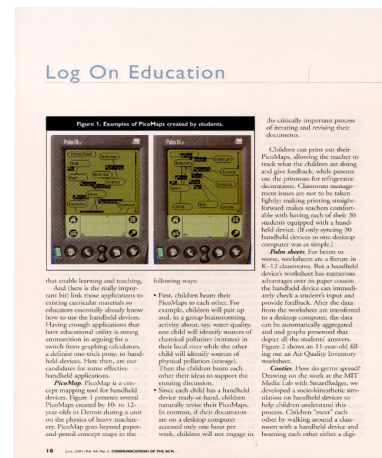 Log On Education
Figure 1. Examples of PicoMaps created by students.
that enable learning and teaching.
And (here is the really impor-
tant bit) link those applications to
existing curricular materials so
educators essentially already know
how to use the handheld devices.
Having enough applications that
have educational utility is strong
ammunition in arguing for a
switch from graphing calculators,
a definite one-trick pony, to hand-
held devices. Here then, are our
candidates for some effective
handheld applications.
PicoMap. PicoMap is a con-
cept mapping tool for handheld
devices. Figure 1 presents several
PicoMaps created by 10- to 12-
year-olds in Detroit during a unit
on the physics of heavy machin-
ery. PicoMap goes beyond paper-
and-pencil concept maps in the
following ways:
• First, children beam their
PicoMaps to each other. For
example, children will pair up
and, in a group brainstorming
activity about, say, water quality,
one child will identify sources of
chemical pollution (nitrates) in
their local river while the other
child will identify sources of
physical pollution (sewage).
Then the children beam each
other their ideas to support the
ensuing discussion.
• Since each child has a handheld
device ready-at-hand, children
naturally revise their PicoMaps.
In contrast, if their documents
are on a desktop computer
accessed only one hour per
week, children will not engage in
the critically important process
of iterating and revising their
documents.
Children can print out their
PicoMaps, allowing the teacher to
track what the children are doing
and give feedback, while parents
use the printouts for refrigerator
decorations. Classroom manage-
ment issues are not to be taken
lightly; making printing straight-
forward makes teachers comfort-
able with having each of their 30
students equipped with a hand-
held device. (If only syncing 30
handheld devices to one desktop
computer was as simple.)
Palm sheets. For better or
worse, worksheets are a fixture in
K–12 classrooms. But a handheld
device's worksheet has numerous
advantages over its paper cousin:
the handheld device can immedi-
ately check a student's input and
provide feedback. After the data
from the worksheet are transferred
to a desktop computer, the data
can be automatically aggregated
and graphs presented that
depict all the students' answers.
Figure 2 shows an 11-year-old fill-
ing out an Air Quality Inventory
worksheet.
Cooties. How do germs spread?
Drawing on the work at the MIT
Media Lab with SmartBadges, we
developed a socio-kinesthetic sim-
ulation on handheld devices to
help children understand this
process. Children "meet" each
other by walking around a class-
room with a handheld device and
beaming each other either a digi-
18 June 2001/Vol. 44, No. 6 COMMUNICATIONS OF THE ACM